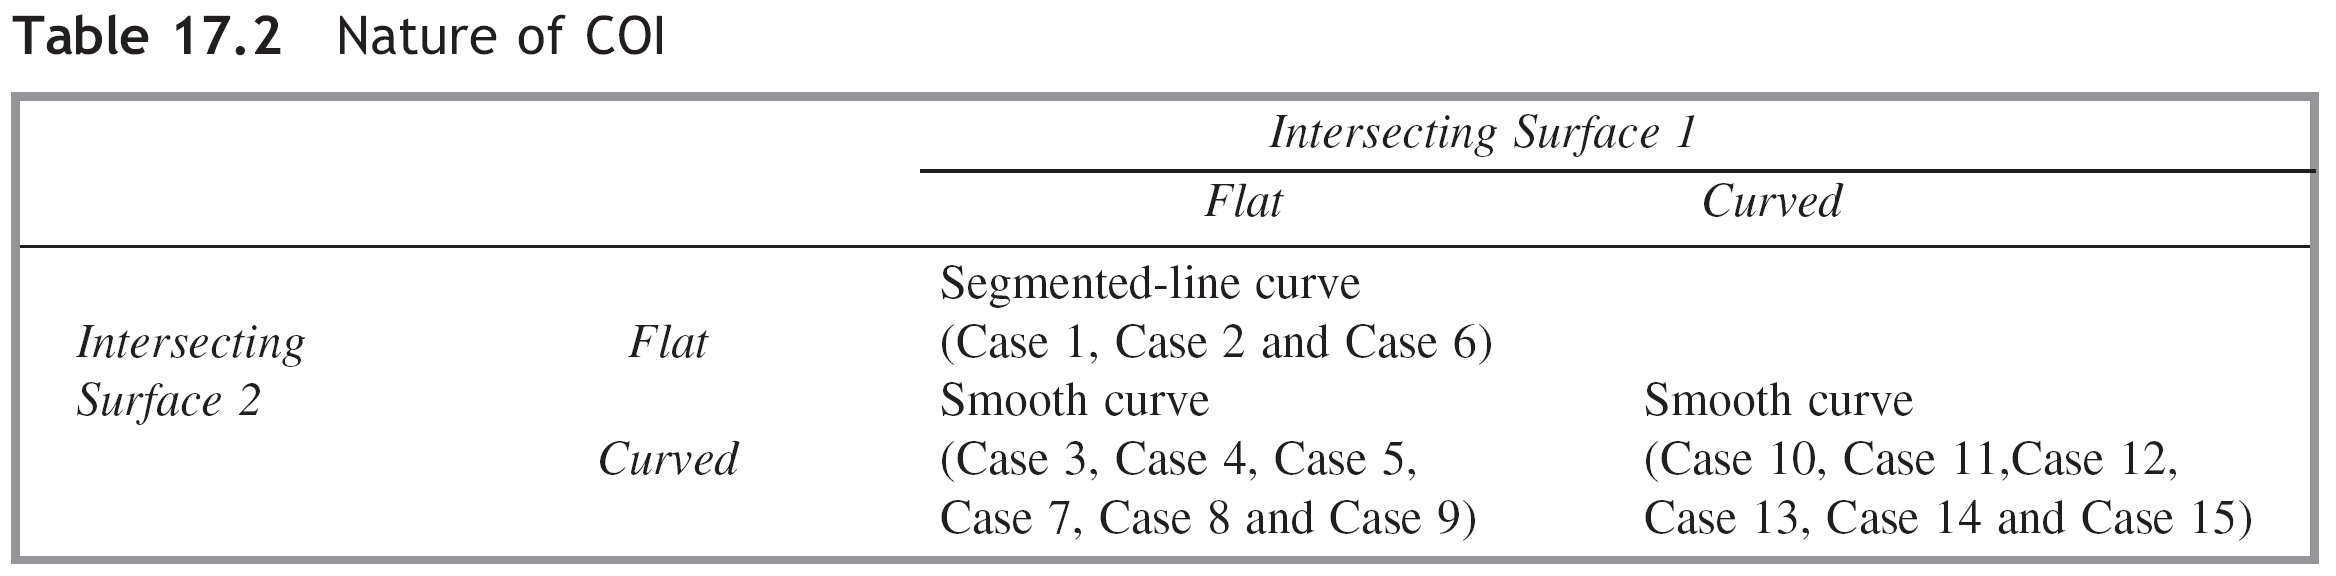 Table 17.2 Nature of COI
Intersecting Surface 1
Flat Curved
Segmented-line curve
Intersecting Flat (Case 1, Case 2 and Case 6)
Surface 2 Smooth curve Smooth curve
Curved (Case 3, Case 4, Case 5, (Case 10, Case 11,Case 12,
Case 7, Case 8 and Case 9) Case 13, Case 14 and Case 15)